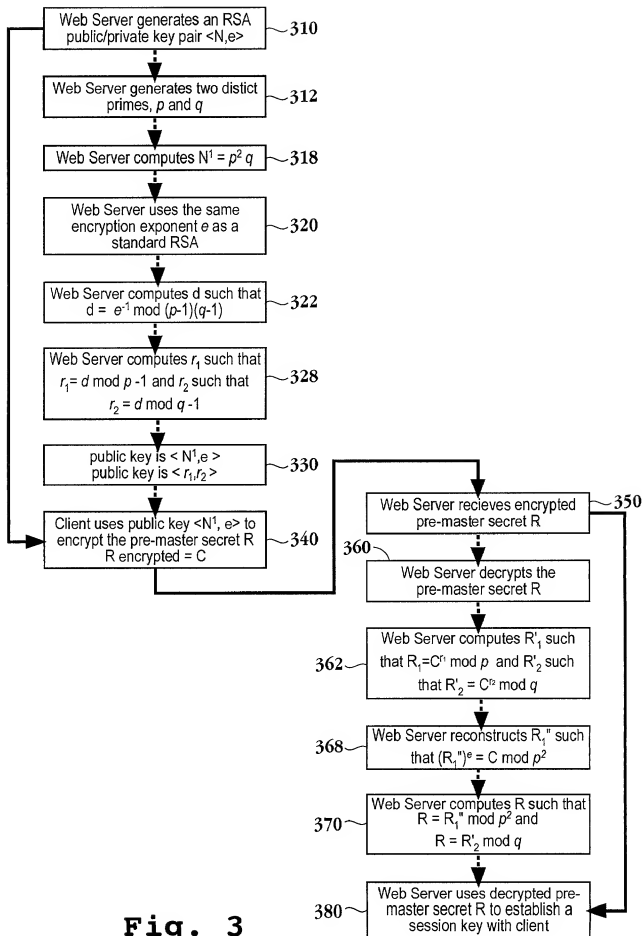 Web Server generates an RSA
public/private key pair <N,e>
310
Web Server generates two distict
primes, p and q
312
Web Server computes N¹ = p² q
318
Web Server uses the same
encryption exponent e as a
standard RSA
320
Web Server computes d such that
d = e⁻¹ mod (p-1)(q-1)
322
Web Server computes r₁ such that
r₁= d mod p -1 and r₂ such that
r₂ = d mod q -1
328
public key is < N¹,e >
public key is < r₁,r₂ >
330
Client uses public key <N¹, e> to
encrypt the pre-master secret R
R encrypted = C
340
Web Server recieves encrypted
pre-master secret R
350
360
Web Server decrypts the
pre-master secret R
Web Server computes R'₁ such
that R₁=Cʳ¹ mod p and R'₂ such
that R'₂ = Cʳ² mod q
362
Web Server reconstructs R₁" such
that (R₁")ᵉ = C mod p²
368
Web Server computes R such that
R = R₁" mod p² and
R = R'₂ mod q
370
Web Server uses decrypted pre-
master secret R to establish a
session key with client
380
Fig. 3